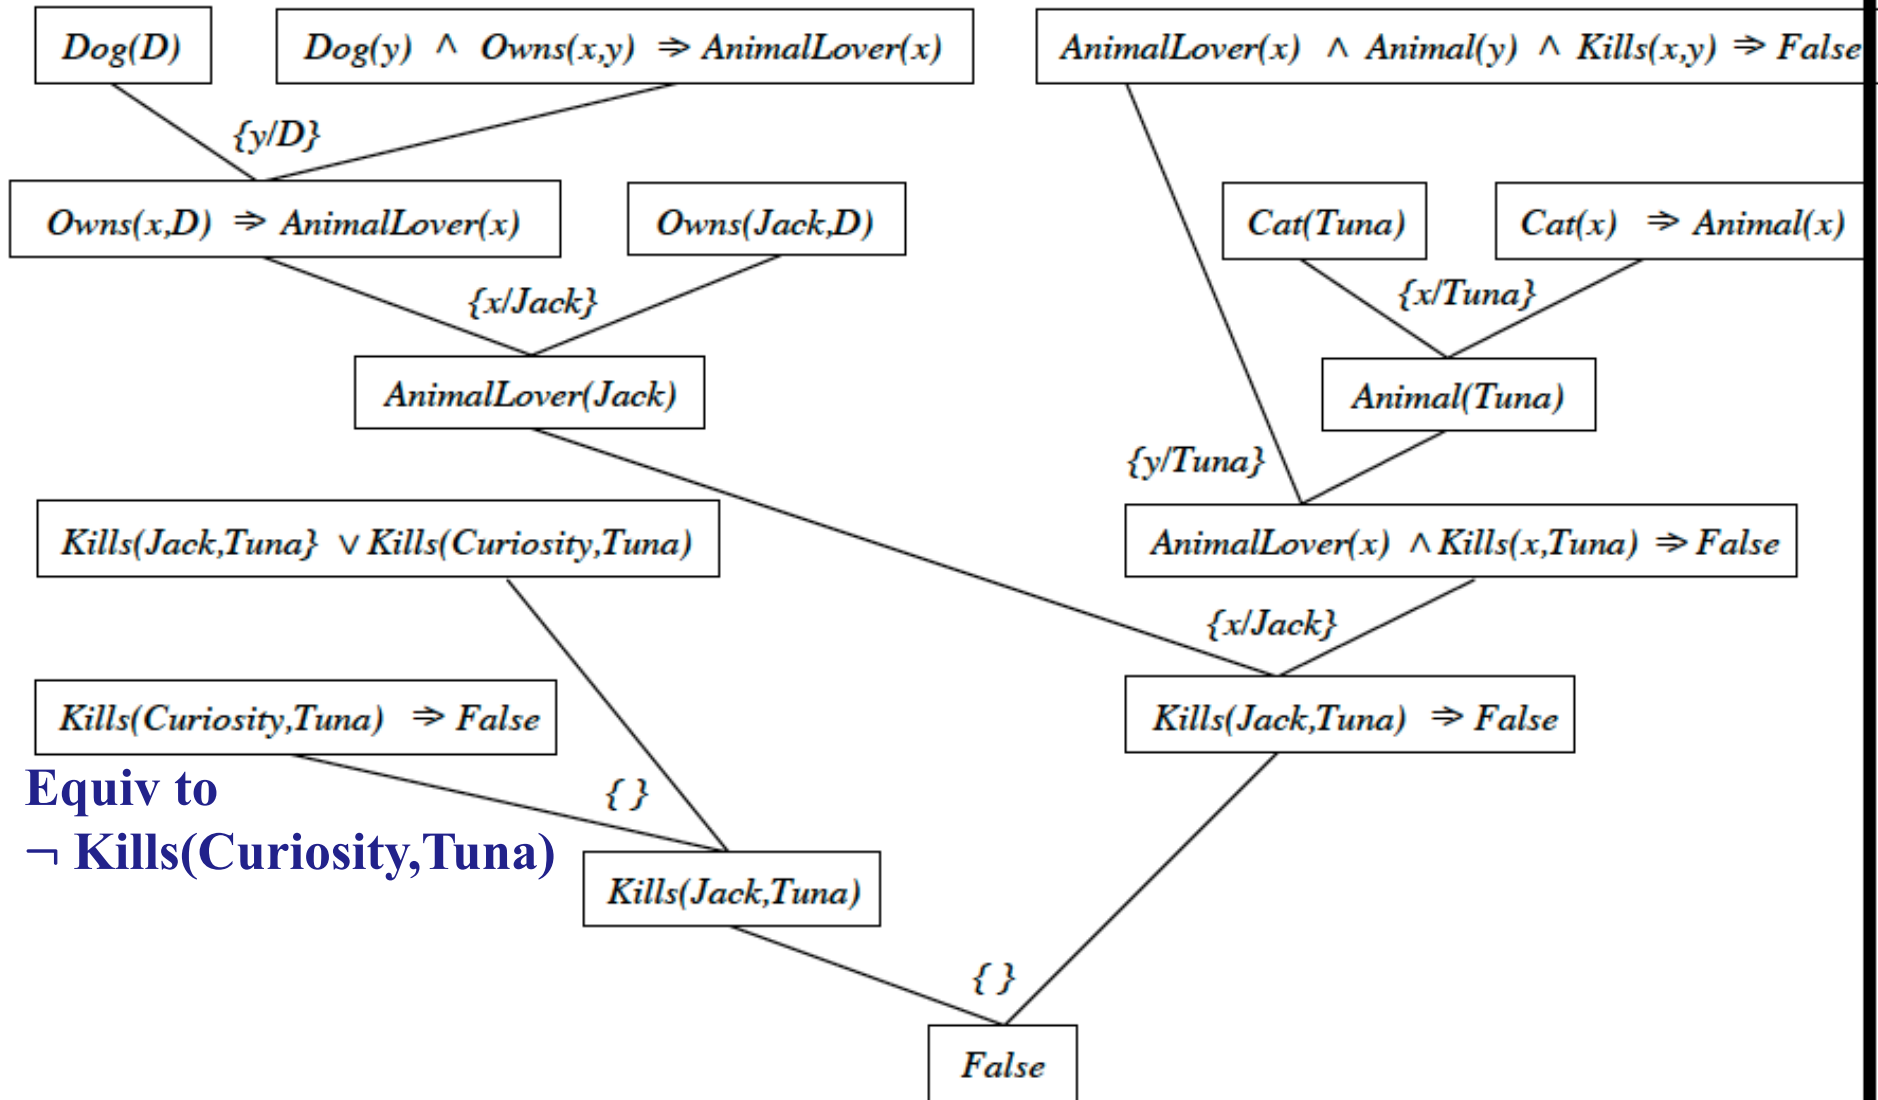 Dog(D)
Dog(y) ∧ Owns(x,y) ⇒ AnimalLover(x)
AnimalLover(x) ∧ Animal(y) ∧ Kills(x,y) ⇒ False
{y/D}
Owns(x,D) ⇒ AnimalLover(x)
Owns(Jack,D)
Cat(Tuna)
Cat(x) ⇒ Animal(x)
{x/Jack}
{x/Tuna}
AnimalLover(Jack)
Animal(Tuna)
{y/Tuna}
Kills(Jack,Tuna} ∨ Kills(Curiosity,Tuna)
AnimalLover(x) ∧ Kills(x,Tuna) ⇒ False
{x/Jack}
Kills(Curiosity,Tuna) ⇒ False
Kills(Jack,Tuna) ⇒ False
Equiv to
¬ Kills(Curiosity,Tuna)
{ }
Kills(Jack,Tuna)
{ }
False